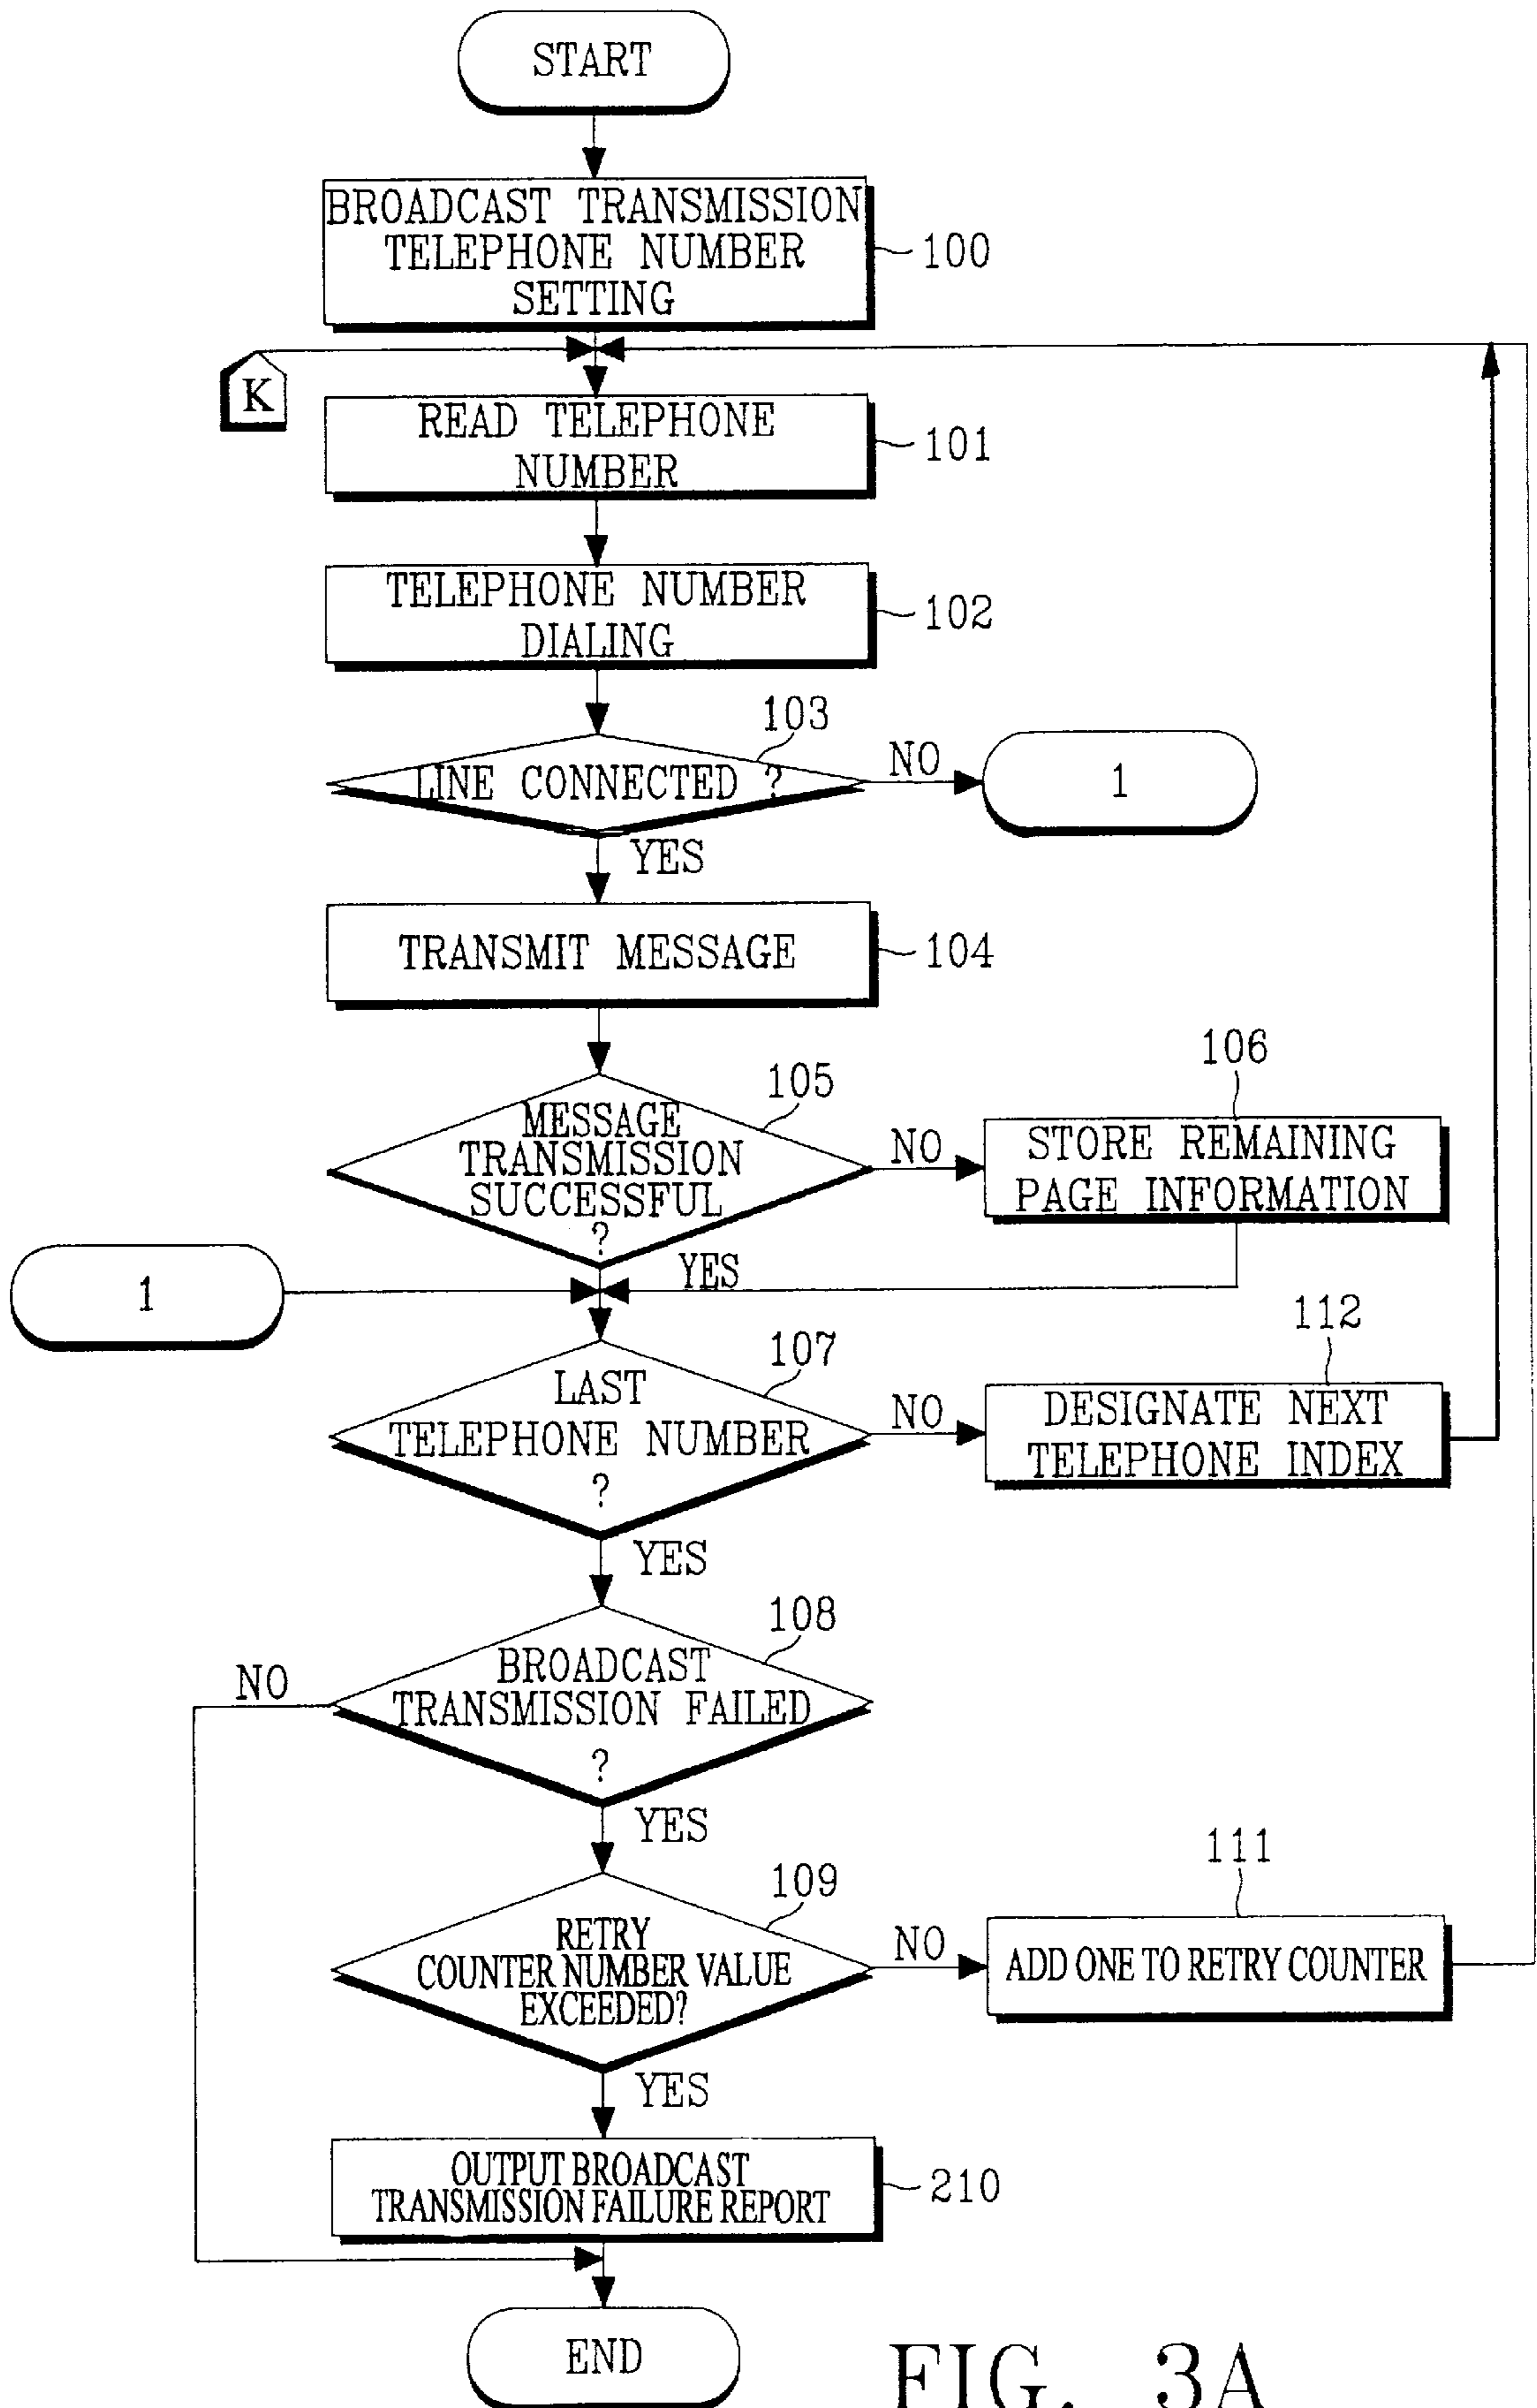 START
BROADCAST TRANSMISSION
TELEPHONE NUMBER
SETTING
100
K
READ TELEPHONE
NUMBER
101
TELEPHONE NUMBER
DIALING
102
103
LINE CONNECTED ?
NO
1
YES
TRANSMIT MESSAGE
104
105
MESSAGE
TRANSMISSION
SUCCESSFUL
?
NO
106
STORE REMAINING
PAGE INFORMATION
YES
1
107
LAST
TELEPHONE NUMBER
?
NO
112
DESIGNATE NEXT
TELEPHONE INDEX
YES
108
BROADCAST
TRANSMISSION FAILED
?
NO
YES
109
RETRY
COUNTER NUMBER VALUE
EXCEEDED?
NO
111
ADD ONE TO RETRY COUNTER
YES
OUTPUT BROADCAST
TRANSMISSION FAILURE REPORT
210
END
FIG. 3A